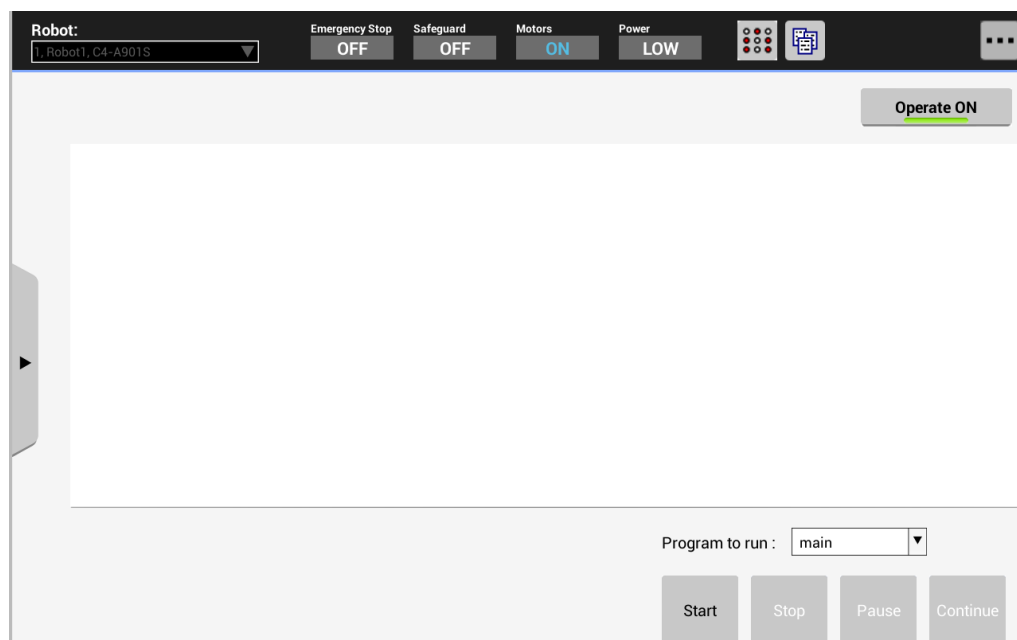 Robot:
1, Robot1, C4-A901S
Emergency Stop
OFF
Safeguard
OFF
Motors
ON
Power
LOW
Operate ON
Program to run :
main
Start
Stop
Pause
Continue